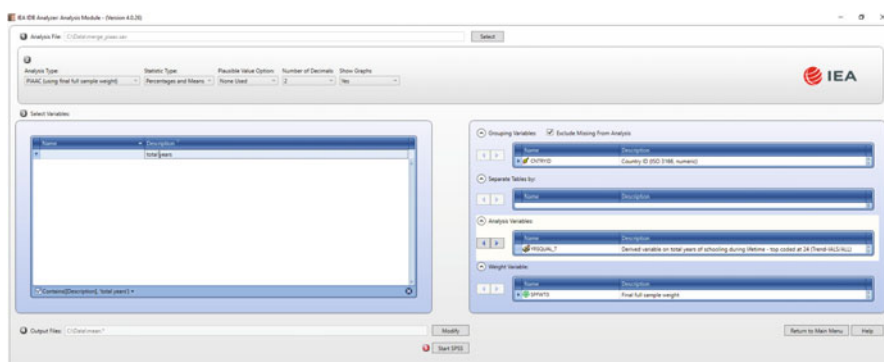 IEA IDB Analyzer Analysis Module - (Version 4.0.26)
Analysis File: C:\Data\merge_piaac.sav Select
Analysis Type: Statistic Type: Plausible Value Option: Number of Decimals: Show Graphs:
PIAAC (using final full sample weight) Percentages and Means None Used 2 Yes
IEA
Select Variables:
Name Description
total years
Contains([Description], 'total years')
Grouping Variables: Exclude Missing From Analysis
Name Description
CNTRYID Country ID (ISO 3166, numeric)
Separate Tables by:
Name Description
Analysis Variables:
Name Description
YRSQUAL_T Derived variable on total years of schooling during lifetime - top coded at 24 (Trend-IALS/ALL)
Weight Variable:
Name Description
SPFWT0 Final full sample weight
Output Files: C:\Data\mean.* Modify
Return to Main Menu Help
Start SPSS